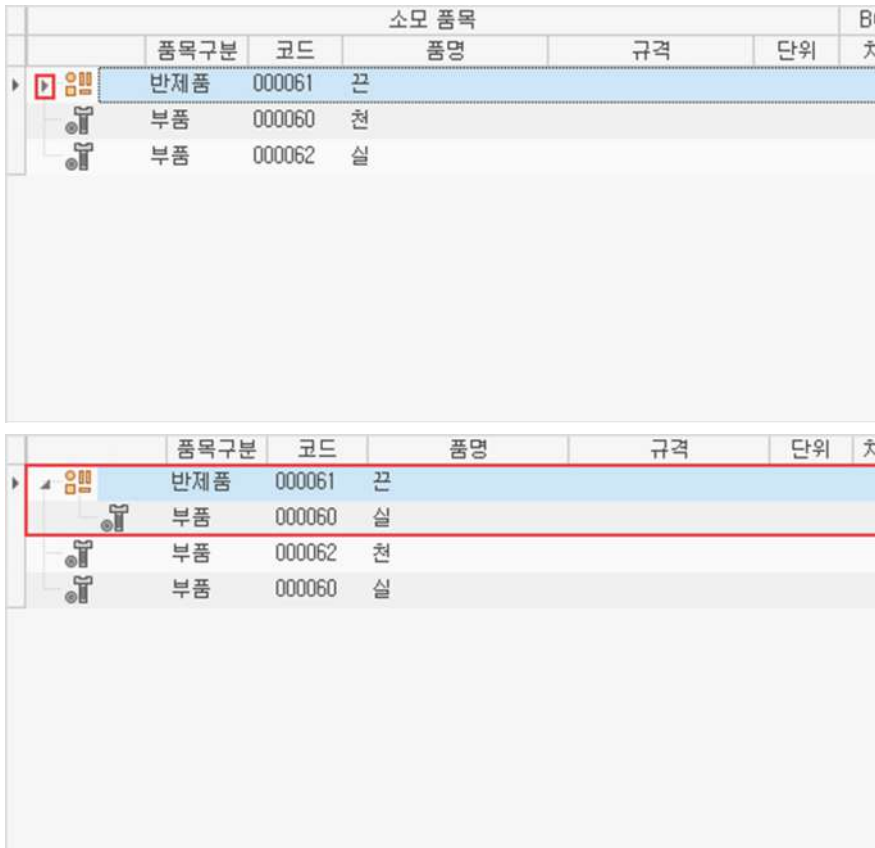 소모 품목
품목구분 코드 품명 규격 단위
반제품 000061 끈
부품 000060 천
부품 000062 실
품목구분 코드 품명 규격 단위
반제품 000061 끈
부품 000060 실
부품 000062 천
부품 000060 실